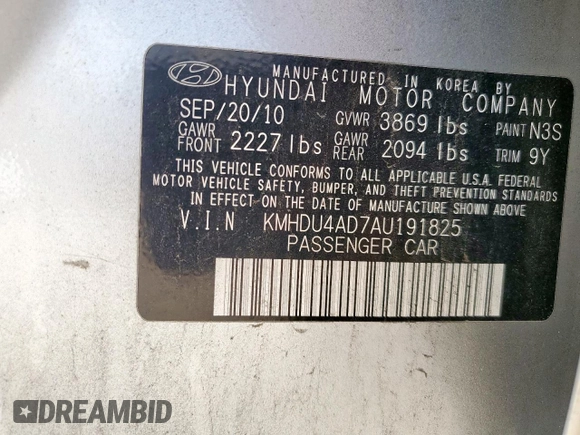 MANUFACTURED IN KOREA BY
HYUNDAI MOTOR COMPANY
SEP/20/10 GVWR 3869 lbs PAINT N3S
GAWR FRONT 2227 lbs GAWR REAR 2094 lbs TRIM 9Y
THIS VEHICLE CONFORMS TO ALL APPLICABLE U.S.A. FEDERAL
MOTOR VEHICLE SAFETY, BUMPER, AND THEFT PREVENTION STANDARDS
IN EFFECT ON THE DATE OF MANUFACTURE SHOWN ABOVE
V.I.N KMHDU4AD7AU191825
PASSENGER CAR
DREAMBID